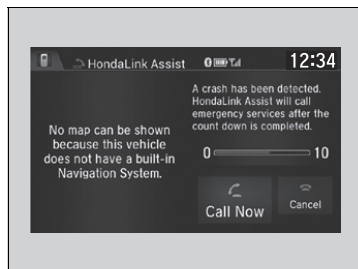 HondaLink Assist
12:34
A crash has been detected.
HondaLink Assist will call
emergency services after the
count down is completed.
No map can be shown
because this vehicle
does not have a built-in
Navigation System.
0
10
Call Now
Cancel